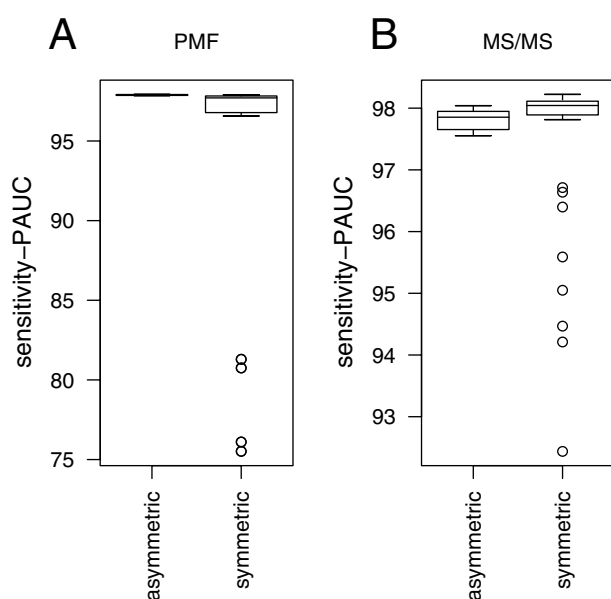 A
PMF
sensitivity−PAUC
95
90
85
80
75
asymmetric
symmetric
B
MS/MS
sensitivity−PAUC
98
97
96
95
94
93
asymmetric
symmetric